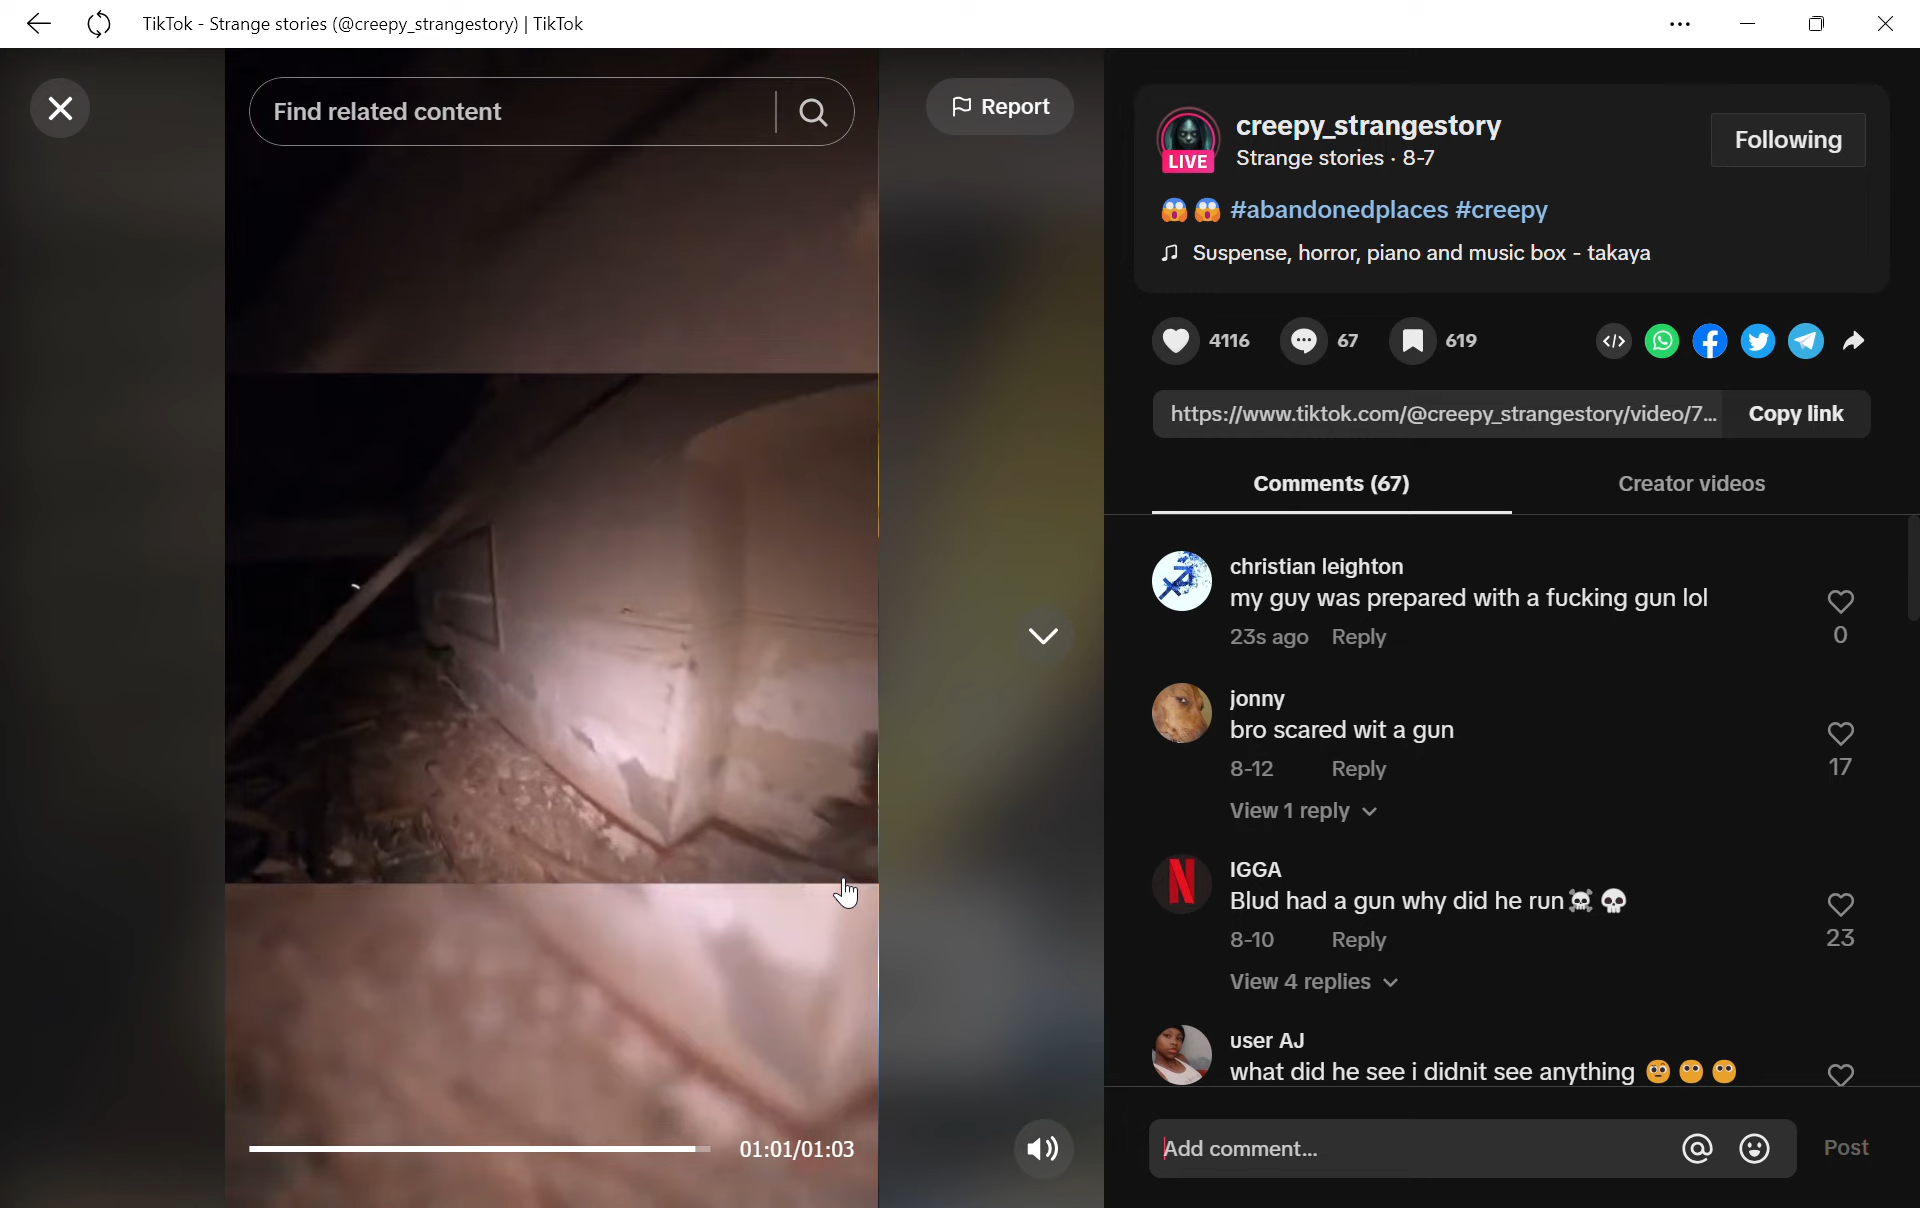 TikTok - Strange stories (@creepy_strangestory) | TikTok
Find related content
Report
creepy_strangestory
LIVE
Strange stories · 8-7
Following
😱 😱 #abandonedplaces #creepy
Suspense, horror, piano and music box - takaya
4116
67
619
https://www.tiktok.com/@creepy_strangestory/video/7...
Copy link
Comments (67)
Creator videos
christian leighton
my guy was prepared with a fucking gun lol
23s ago Reply
0
jonny
bro scared wit a gun
8-12 Reply
17
View 1 reply
IGGA
Blud had a gun why did he run☠💀
8-10 Reply
23
View 4 replies
user AJ
what did he see i didnit see anything 🫨 😶 😶
01:01/01:03
Add comment...
Post